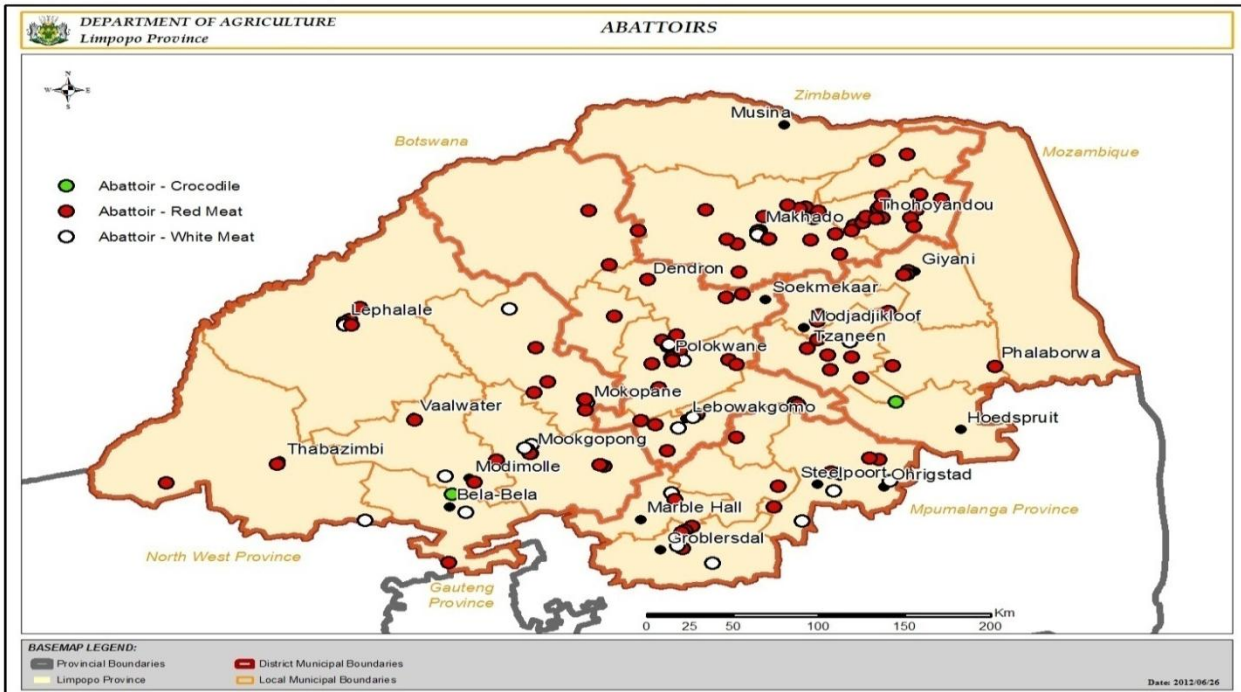 DEPARTMENT OF AGRICULTURE
Limpopo Province
ABATTOIRS
N
W E
S
Zimbabwe
Musina
Botswana
Mozambique
Abattoir - Crocodile
Abattoir - Red Meat
Abattoir - White Meat
Makhado
Thohoyandou
Dendron
Giyani
Soekmekaar
Lephalale
Modjadjikloof
Tzaneen
Polokwane
Phalaborwa
Mokopane
Vaalwater
Lebowakgomo
Hoedspruit
Mookgopong
Thabazimbi
Modimolle
Steelpoort
Ohrigstad
Bela-Bela
Marble Hall
Mpumalanga Province
Groblersdal
North West Province
Gauteng
Province
Km
0 25 50 100 150 200
BASEMAP LEGEND:
Provincial Boundaries
District Municipal Boundaries
Limpopo Province
Local Municipal Boundaries
Date: 2012/06/26